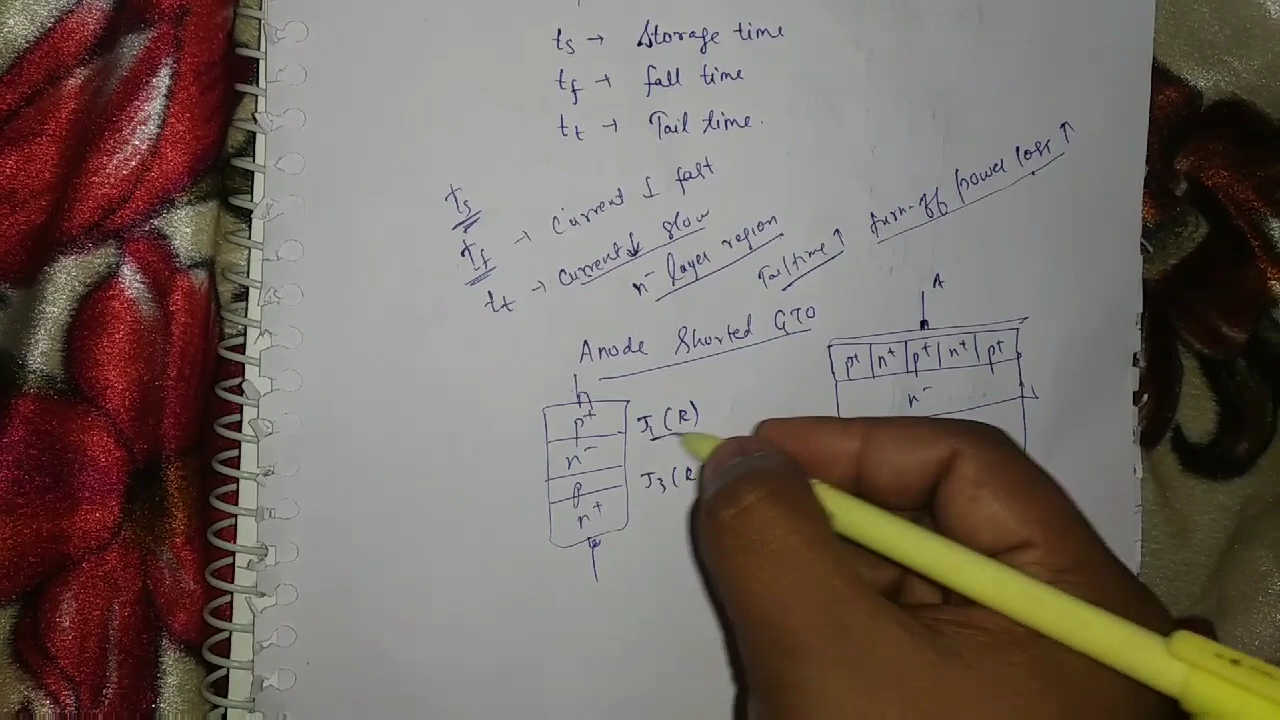 ts → Storage time
tf → fall time
tt → Tail time.
ts
tf → Current ↓ fast
tt → current ↓ slow
n⁻ layer region
Tail time ↑ turn-off power loss ↑
Anode Shorted GTO
A
p⁺ n⁺ p⁺ n⁺ p⁺
n⁻
p⁺
n⁻
p
n⁺
J₁ (R)
J₃ (R